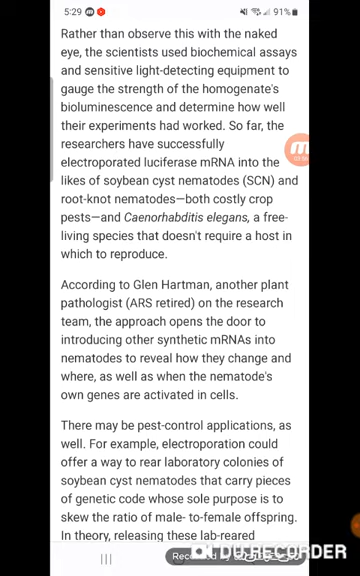 5:29
91%
Rather than observe this with the naked
eye, the scientists used biochemical assays
and sensitive light-detecting equipment to
gauge the strength of the homogenate's
bioluminescence and determine how well
their experiments had worked. So far, the
researchers have successfully
electroporated luciferase mRNA into the
likes of soybean cyst nematodes (SCN) and
root-knot nematodes—both costly crop
pests—and Caenorhabditis elegans, a free-
living species that doesn't require a host in
which to reproduce.
According to Glen Hartman, another plant
pathologist (ARS retired) on the research
team, the approach opens the door to
introducing other synthetic mRNAs into
nematodes to reveal how they change and
where, as well as when the nematode's
own genes are activated in cells.
There may be pest-control applications, as
well. For example, electroporation could
offer a way to rear laboratory colonies of
soybean cyst nematodes that carry pieces
of genetic code whose sole purpose is to
skew the ratio of male- to-female offspring.
In theory, releasing these lab-reared
Recorded by
DU RECORDER